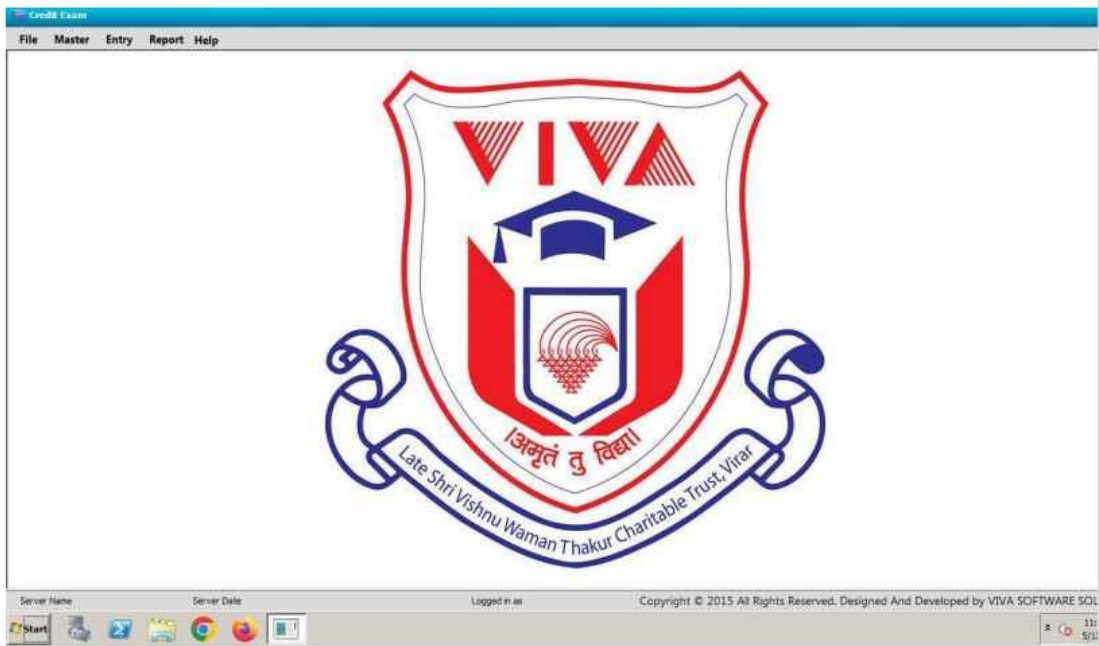 Credit Exam
File Master Entry Report Help
VIVA
।अमृतं तु विद्या।
Late Shri Vishnu Waman Thakur Charitable Trust, Virar
Server Name Server Date Logged in as Copyright © 2015 All Rights Reserved. Designed And Developed by VIVA SOFTWARE SOL
Start